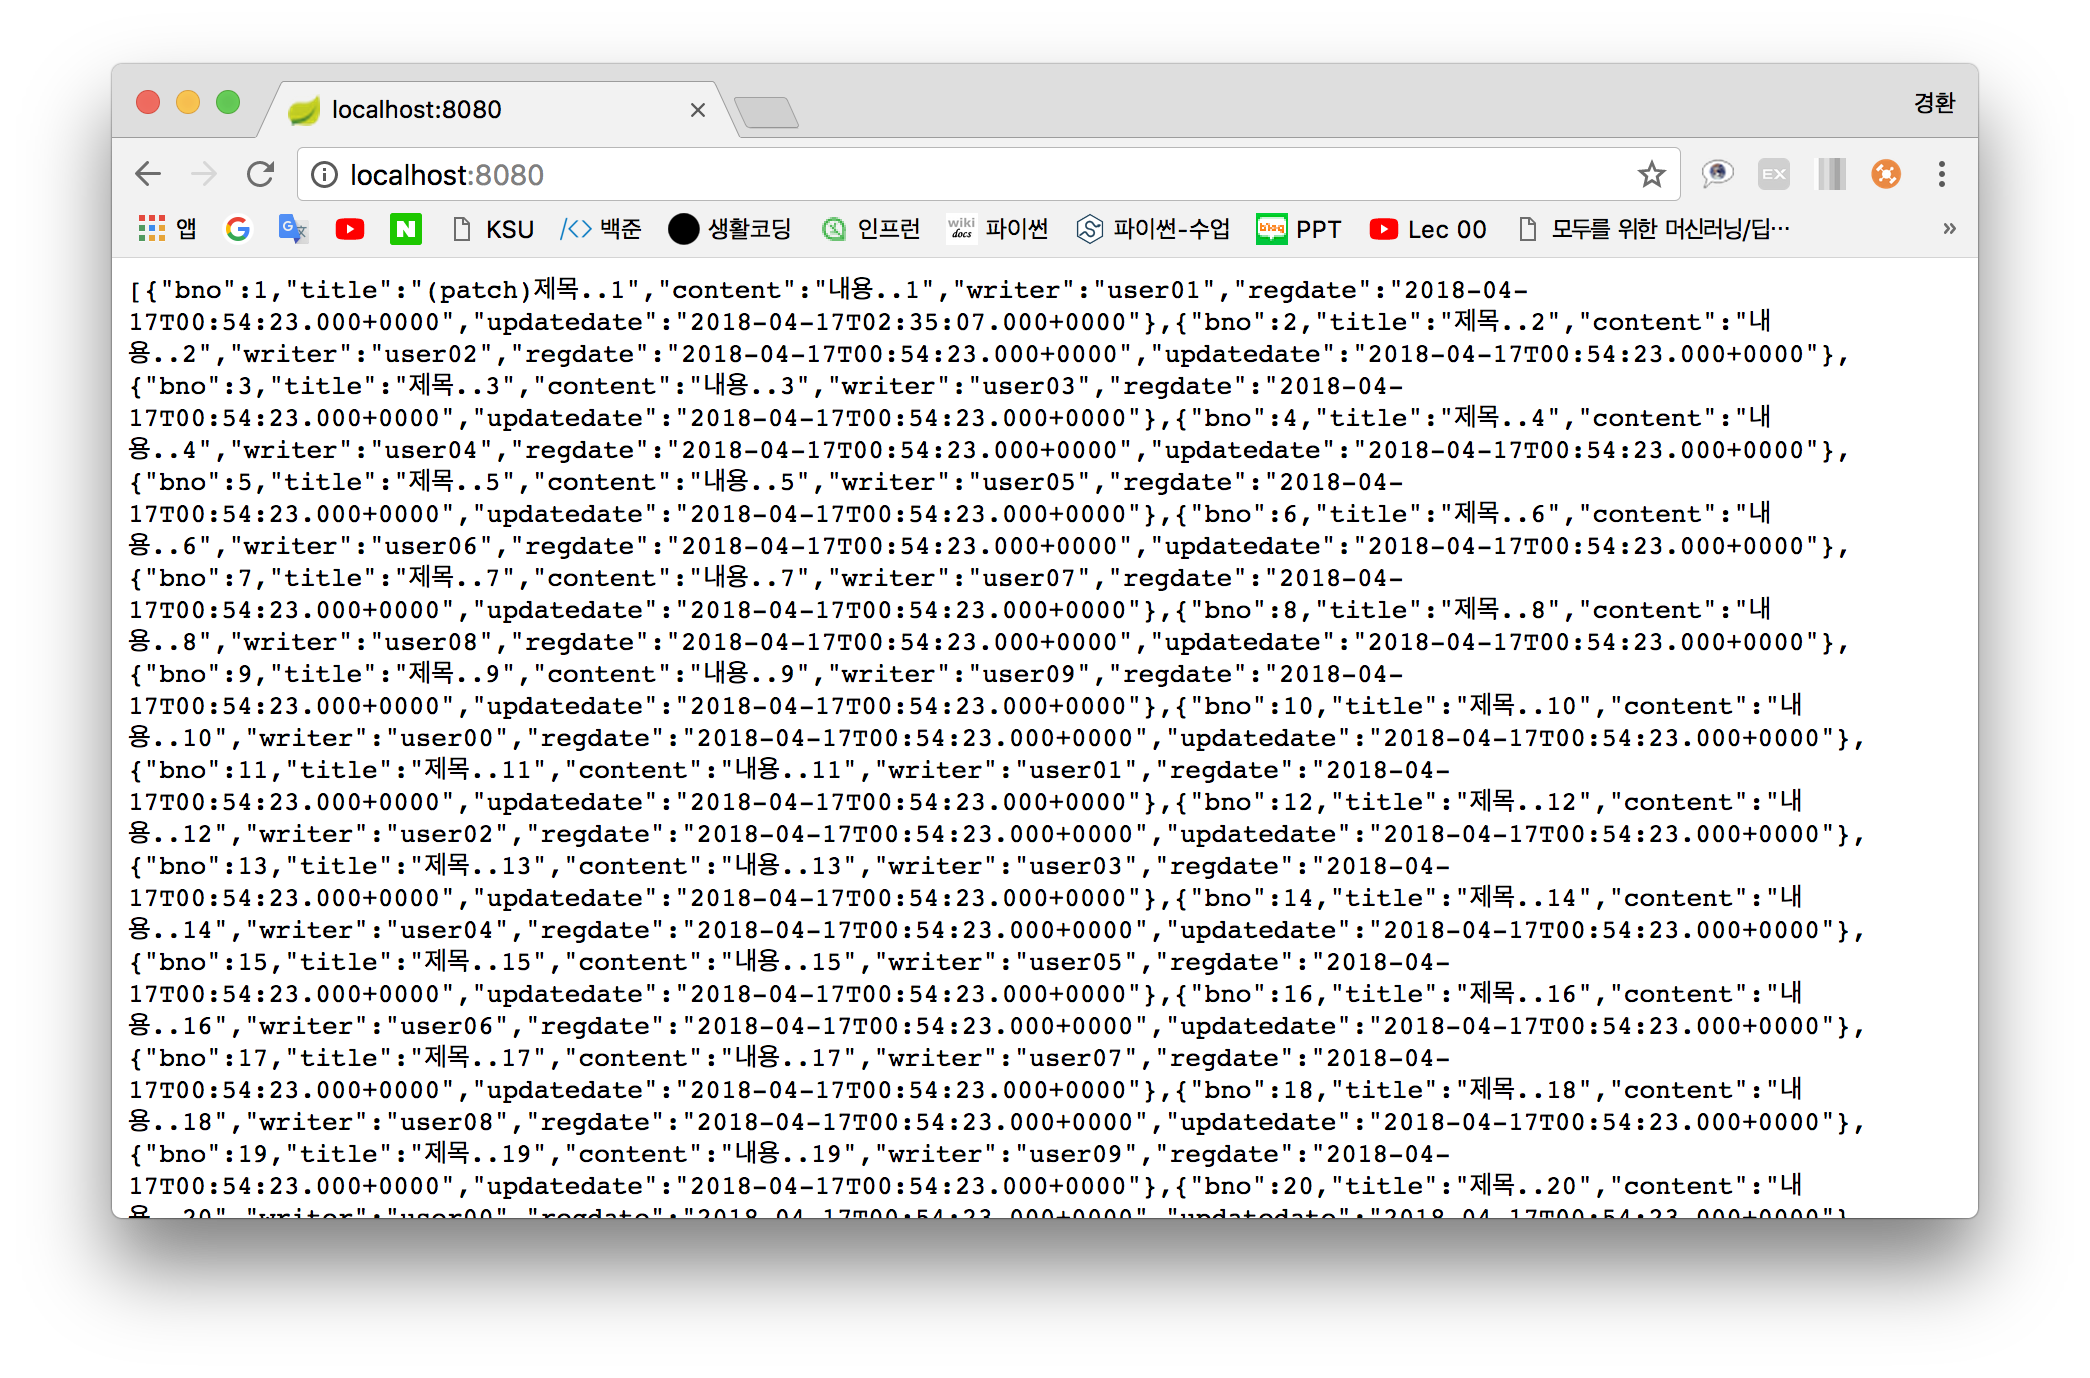 localhost:8080
경환
localhost:8080
EX
앱 KSU 백준 생활코딩 인프런 wiki docs 파이썬 파이썬-수업 blog PPT Lec 00 모두를 위한 머신러닝/딥… »
[{"bno":1,"title":"(patch)제목..1","content":"내용..1","writer":"user01","regdate":"2018-04-
17T00:54:23.000+0000","updatedate":"2018-04-17T02:35:07.000+0000"},{"bno":2,"title":"제목..2","content":"내
용..2","writer":"user02","regdate":"2018-04-17T00:54:23.000+0000","updatedate":"2018-04-17T00:54:23.000+0000"},
{"bno":3,"title":"제목..3","content":"내용..3","writer":"user03","regdate":"2018-04-
17T00:54:23.000+0000","updatedate":"2018-04-17T00:54:23.000+0000"},{"bno":4,"title":"제목..4","content":"내
용..4","writer":"user04","regdate":"2018-04-17T00:54:23.000+0000","updatedate":"2018-04-17T00:54:23.000+0000"},
{"bno":5,"title":"제목..5","content":"내용..5","writer":"user05","regdate":"2018-04-
17T00:54:23.000+0000","updatedate":"2018-04-17T00:54:23.000+0000"},{"bno":6,"title":"제목..6","content":"내
용..6","writer":"user06","regdate":"2018-04-17T00:54:23.000+0000","updatedate":"2018-04-17T00:54:23.000+0000"},
{"bno":7,"title":"제목..7","content":"내용..7","writer":"user07","regdate":"2018-04-
17T00:54:23.000+0000","updatedate":"2018-04-17T00:54:23.000+0000"},{"bno":8,"title":"제목..8","content":"내
용..8","writer":"user08","regdate":"2018-04-17T00:54:23.000+0000","updatedate":"2018-04-17T00:54:23.000+0000"},
{"bno":9,"title":"제목..9","content":"내용..9","writer":"user09","regdate":"2018-04-
17T00:54:23.000+0000","updatedate":"2018-04-17T00:54:23.000+0000"},{"bno":10,"title":"제목..10","content":"내
용..10","writer":"user00","regdate":"2018-04-17T00:54:23.000+0000","updatedate":"2018-04-17T00:54:23.000+0000"},
{"bno":11,"title":"제목..11","content":"내용..11","writer":"user01","regdate":"2018-04-
17T00:54:23.000+0000","updatedate":"2018-04-17T00:54:23.000+0000"},{"bno":12,"title":"제목..12","content":"내
용..12","writer":"user02","regdate":"2018-04-17T00:54:23.000+0000","updatedate":"2018-04-17T00:54:23.000+0000"},
{"bno":13,"title":"제목..13","content":"내용..13","writer":"user03","regdate":"2018-04-
17T00:54:23.000+0000","updatedate":"2018-04-17T00:54:23.000+0000"},{"bno":14,"title":"제목..14","content":"내
용..14","writer":"user04","regdate":"2018-04-17T00:54:23.000+0000","updatedate":"2018-04-17T00:54:23.000+0000"},
{"bno":15,"title":"제목..15","content":"내용..15","writer":"user05","regdate":"2018-04-
17T00:54:23.000+0000","updatedate":"2018-04-17T00:54:23.000+0000"},{"bno":16,"title":"제목..16","content":"내
용..16","writer":"user06","regdate":"2018-04-17T00:54:23.000+0000","updatedate":"2018-04-17T00:54:23.000+0000"},
{"bno":17,"title":"제목..17","content":"내용..17","writer":"user07","regdate":"2018-04-
17T00:54:23.000+0000","updatedate":"2018-04-17T00:54:23.000+0000"},{"bno":18,"title":"제목..18","content":"내
용..18","writer":"user08","regdate":"2018-04-17T00:54:23.000+0000","updatedate":"2018-04-17T00:54:23.000+0000"},
{"bno":19,"title":"제목..19","content":"내용..19","writer":"user09","regdate":"2018-04-
17T00:54:23.000+0000","updatedate":"2018-04-17T00:54:23.000+0000"},{"bno":20,"title":"제목..20","content":"내
용..20","writer":"user00","regdate":"2018-04-17T00:54:23.000+0000","updatedate":"2018-04-17T00:54:23.000+0000"}